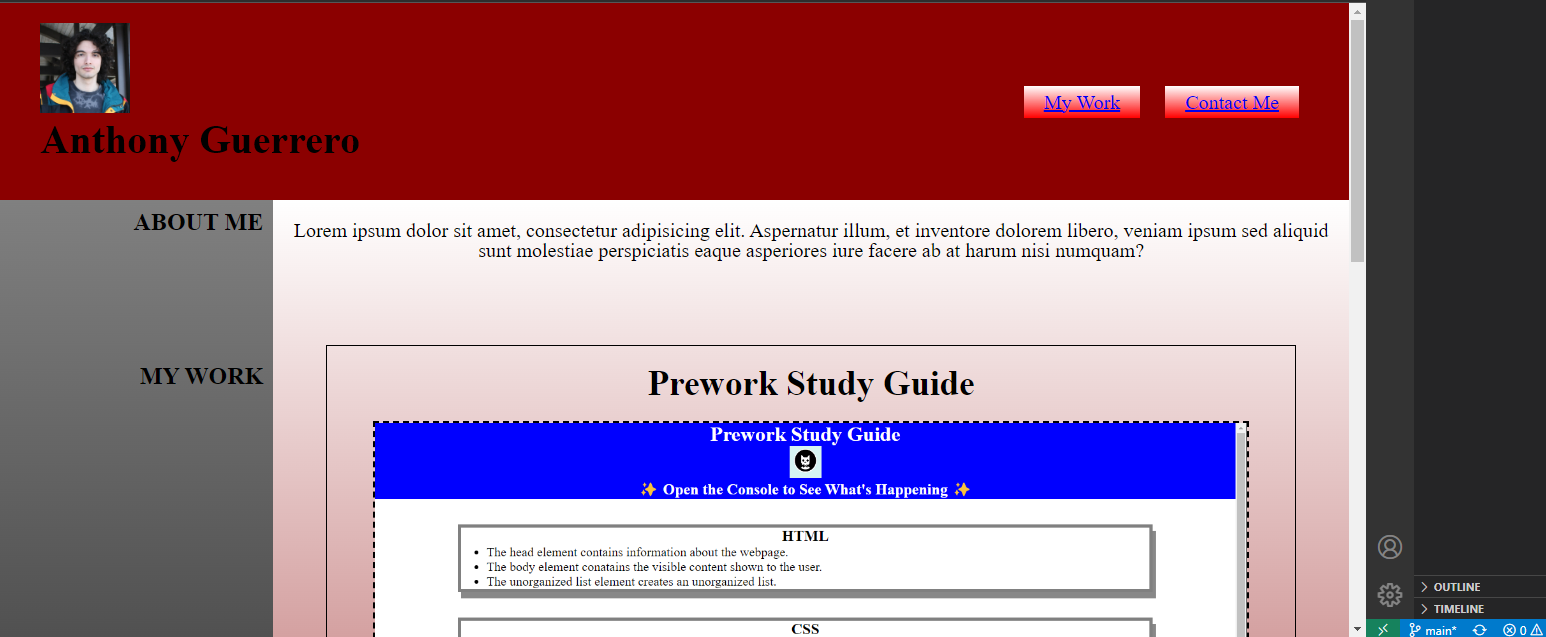 My Work
Contact Me
Anthony Guerrero
ABOUT ME
Lorem ipsum dolor sit amet, consectetur adipisicing elit. Aspernatur illum, et inventore dolorem libero, veniam ipsum sed aliquid
sunt molestiae perspiciatis eaque asperiores iure facere ab at harum nisi numquam?
MY WORK
Prework Study Guide
Prework Study Guide
✨ Open the Console to See What's Happening ✨
HTML
• The head element contains information about the webpage.
• The body element conatains the visible content shown to the user.
• The unorganized list element creates an unorganized list.
CSS
OUTLINE
TIMELINE
main* 0